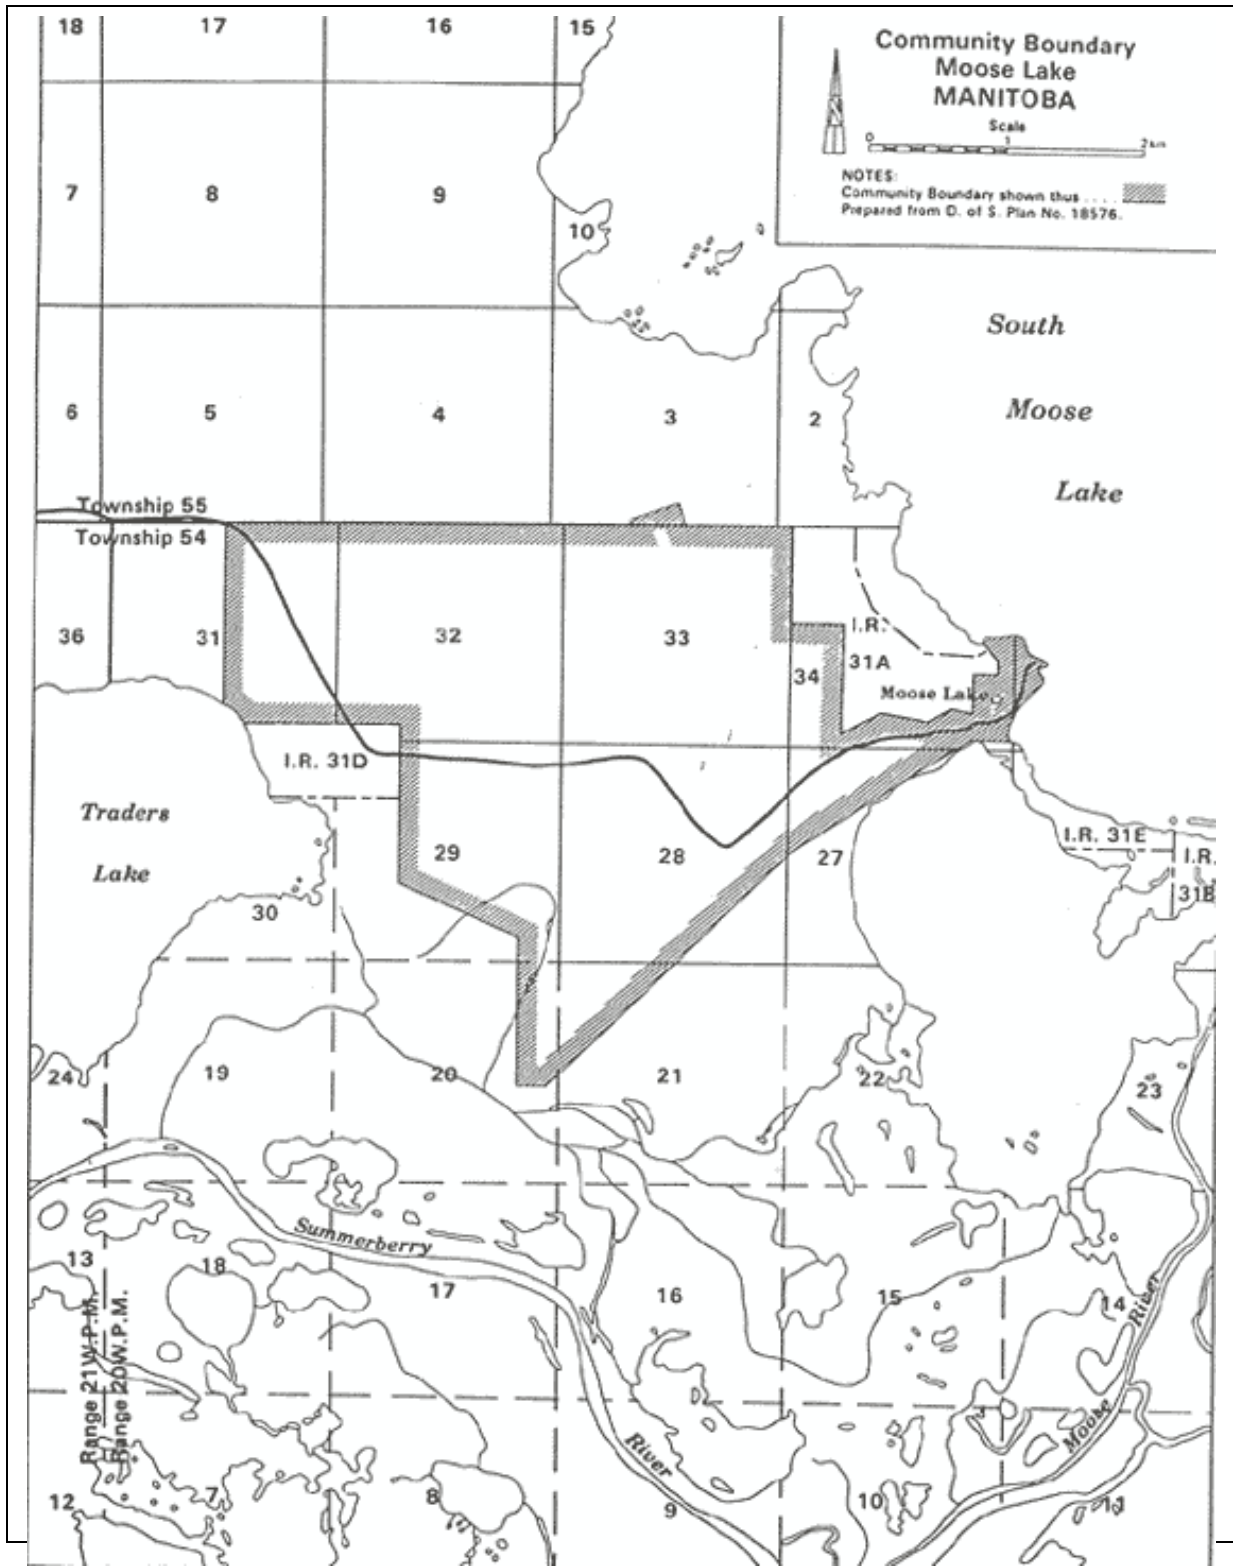 18 17 16 15
Community Boundary
Moose Lake
MANITOBA
Scale
0 1 2 km
NOTES:
Community Boundary shown thus ....
Prepared from D. of S. Plan No. 18576.
7 8 9
10
South
Moose
Lake
6 5 4 3 2
Township 55
Township 54
36 31 32 33 34
I.R.
31A
Moose Lake
I.R. 31D
Traders
Lake
29 28 27
I.R. 31E
I.R.
31B
30
24 19 20 21 22 23
Summerberry
13 18 17 16 15 14
River
Range 21 W.P.M.
Range 20 W.P.M.
Moose
River
12 7 8 9 10 11